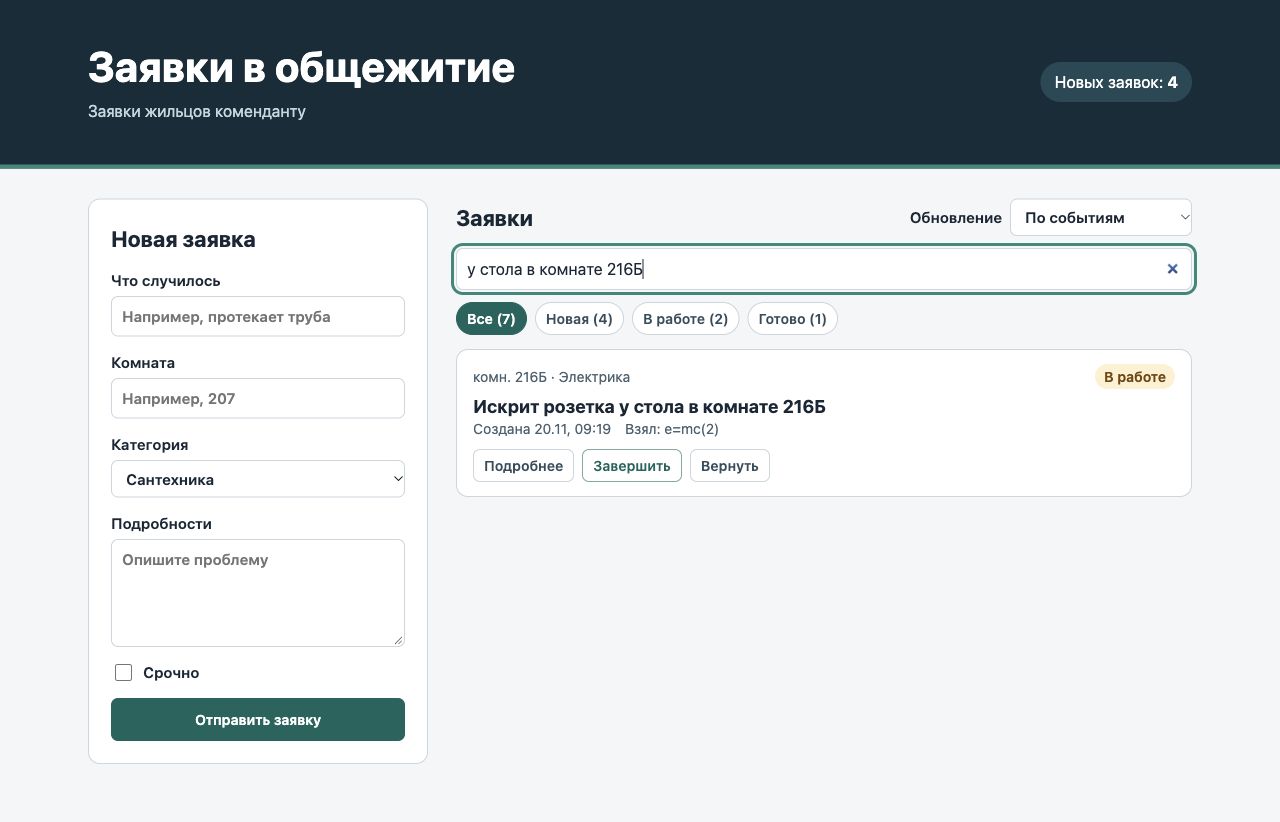 Заявки в общежитие
Заявки жильцов коменданту
Новых заявок: 4
Новая заявка
Что случилось
Например, протекает труба
Комната
Например, 207
Категория
Сантехника
Подробности
Опишите проблему
Срочно
Отправить заявку
Заявки
Обновление По событиям
у стола в комнате 216Б
Все (7) Новая (4) В работе (2) Готово (1)
комн. 216Б · Электрика В работе
Искрит розетка у стола в комнате 216Б
Создана 20.11, 09:19 Взял: e=mc(2)
Подробнее Завершить Вернуть